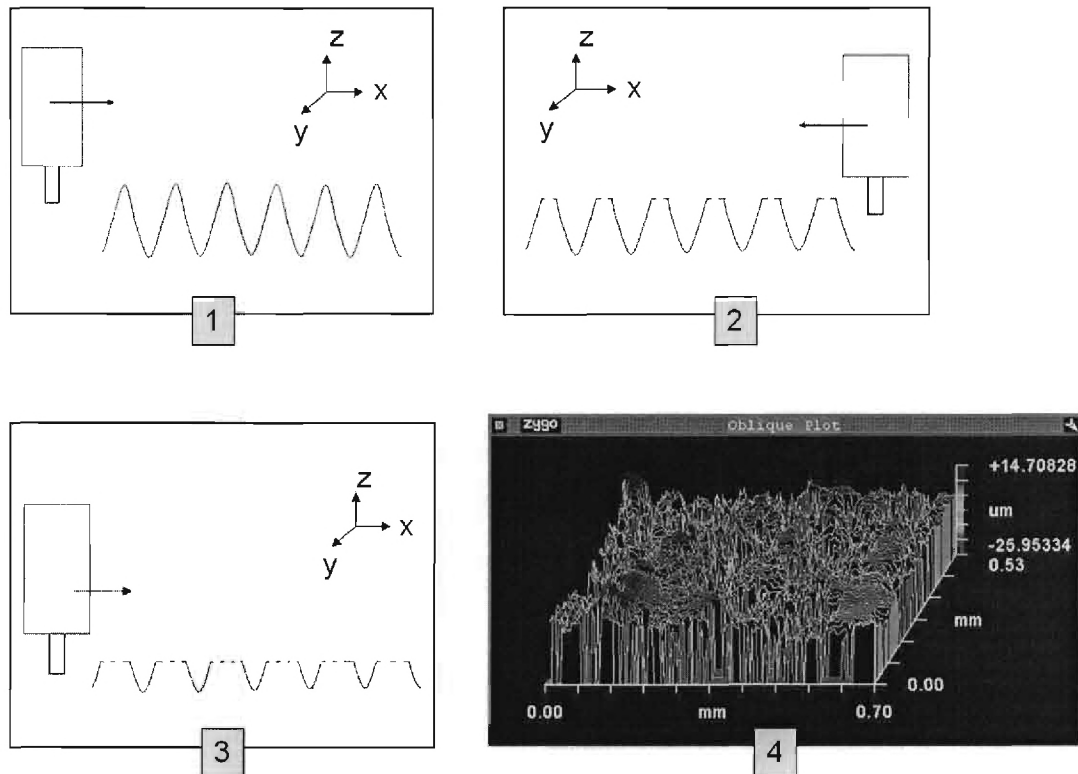 z
x
y
1
z
x
y
2
z
x
y
3
zygo
Oblique Plot
+14.70828
um
-25.95334
0.53
mm
0.00
0.00 mm 0.70
4